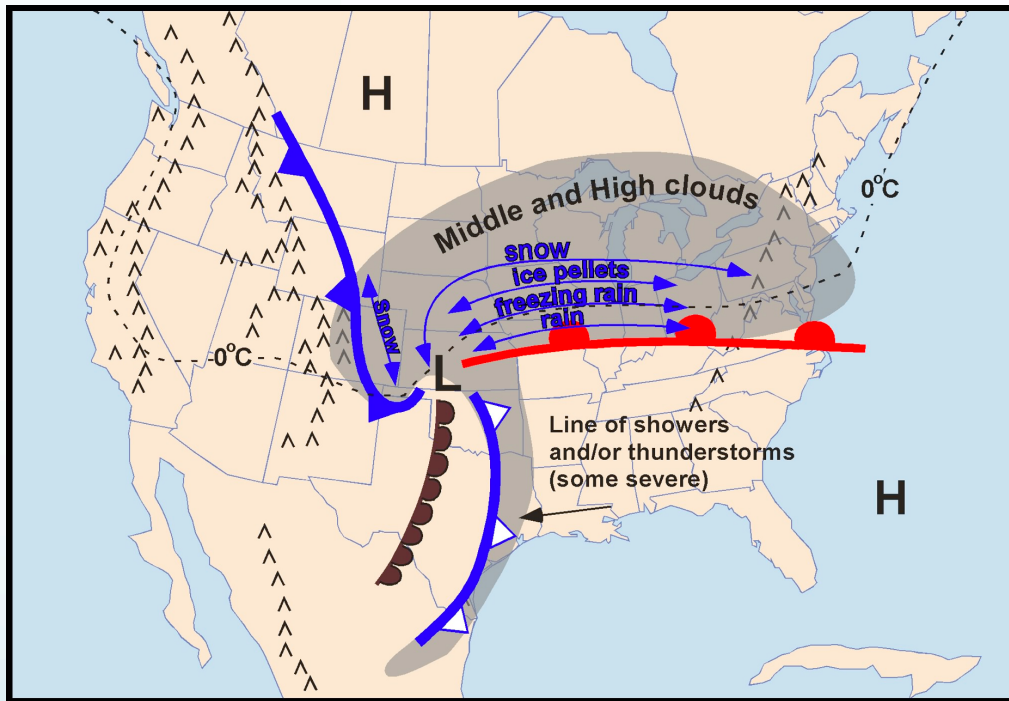 H
Middle and High clouds
0°C
snow
ice pellets
freezing rain
rain
Snow
0°C
L
Line of showers
and/or thunderstorms
(some severe)
H